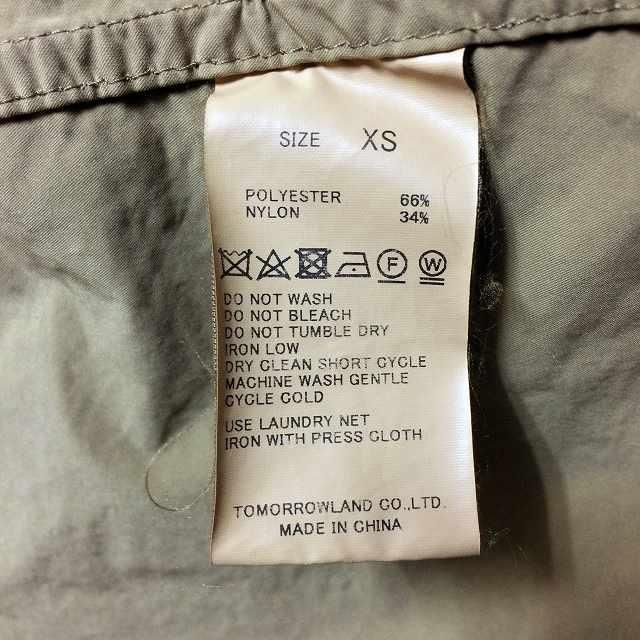 SIZE XS
POLYESTER 66%
NYLON 34%
F W
DO NOT WASH
DO NOT BLEACH
DO NOT TUMBLE DRY
IRON LOW
DRY CLEAN SHORT CYCLE
MACHINE WASH GENTLE
CYCLE COLD
USE LAUNDRY NET
IRON WITH PRESS CLOTH
TOMORROWLAND CO.,LTD.
MADE IN CHINA